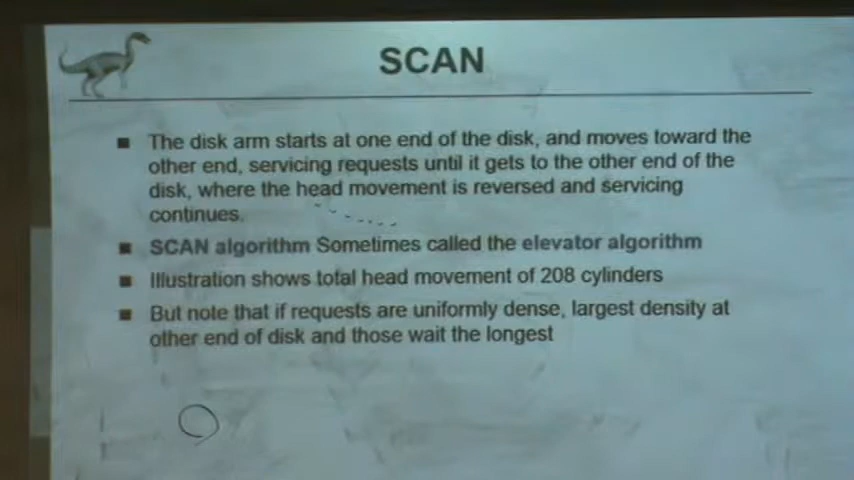 SCAN
The disk arm starts at one end of the disk, and moves toward the
other end, servicing requests until it gets to the other end of the
disk, where the head movement is reversed and servicing
continues.
SCAN algorithm Sometimes called the elevator algorithm
Illustration shows total head movement of 208 cylinders
But note that if requests are uniformly dense, largest density at
other end of disk and those wait the longest